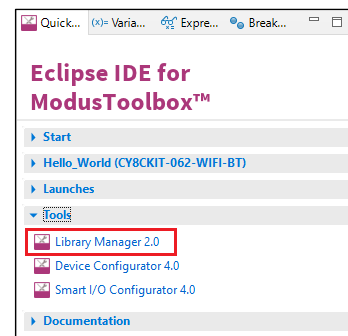 Quick... (x)= Varia... Expre... Break...
Eclipse IDE for
ModusToolbox™
Start
Hello_World (CY8CKIT-062-WIFI-BT)
Launches
Tools
Library Manager 2.0
Device Configurator 4.0
Smart I/O Configurator 4.0
Documentation